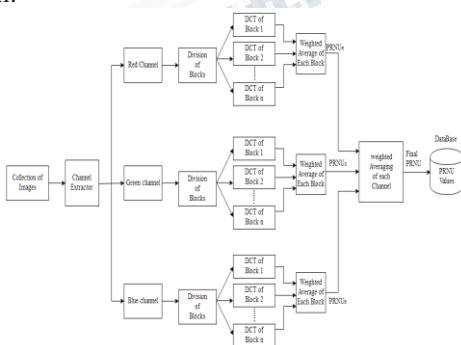 DCT of
Block 1
DCT of
Block 2
DCT of
Block n
Red Channel
Division
of
Blocks
Weighted
Average of
Each Block
Collection of
Images
Channel
Extractor
Green channel
Division
of
Blocks
DCT of
Block 1
DCT of
Block 2
DCT of
Block n
Weighted
Average of
Each Block
weighted
Averaging
of each
Channel
Final
PRNU
DataBase
PRNU
Values
Blue channel
Division
of
Blocks
DCT of
Block 1
DCT of
Block 2
DCT of
Block n
Weighted
Average of
Each Block